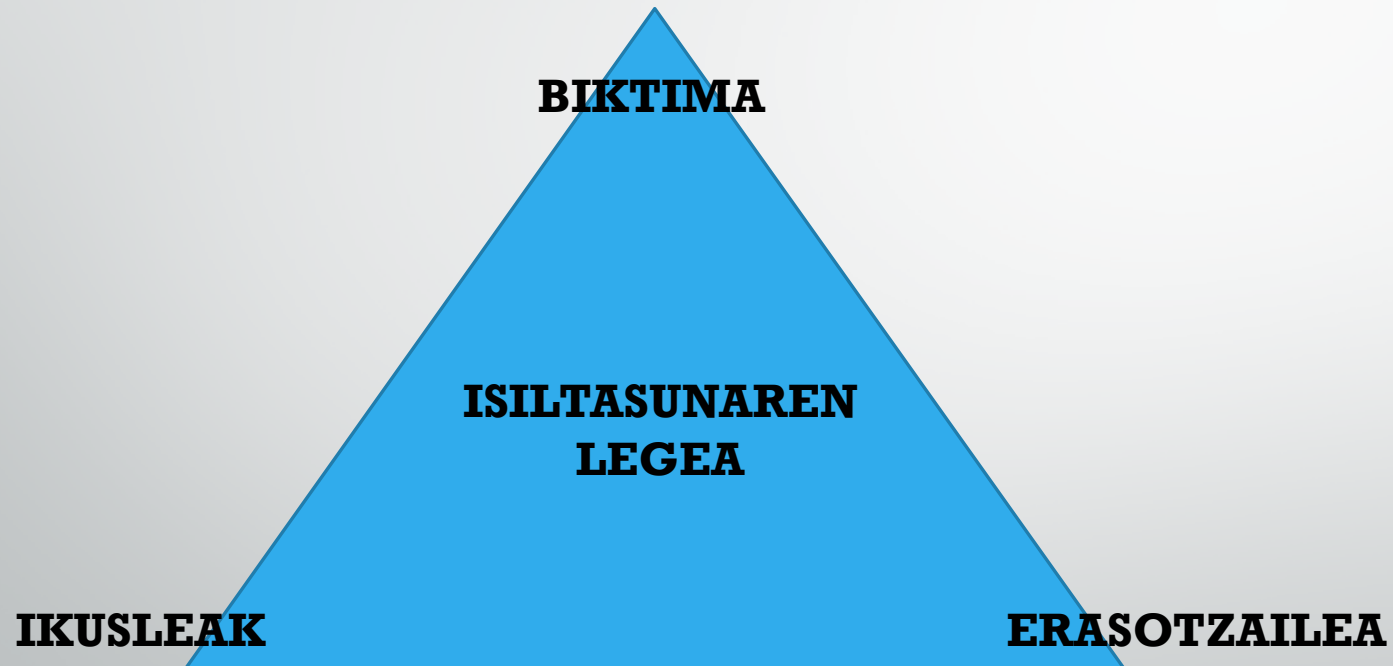 BIKTIMA
ISILTASUNAREN
LEGEA
IKUSLEAK
ERASOTZAILEA